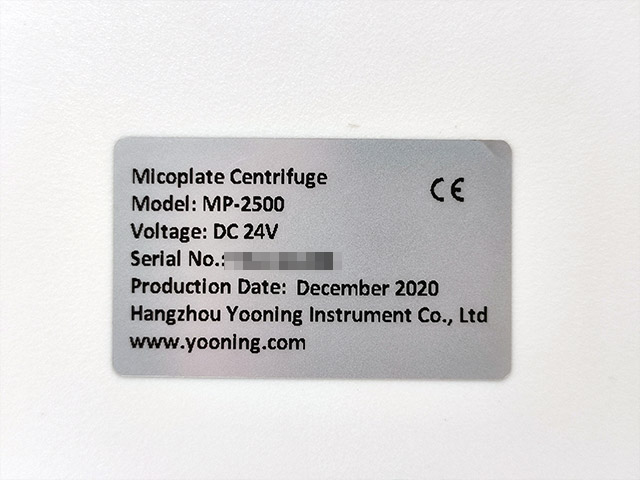 Micoplate Centrifuge
CE
Model: MP-2500
Voltage: DC 24V
Serial No.:
Production Date: December 2020
Hangzhou Yooning Instrument Co., Ltd
www.yooning.com